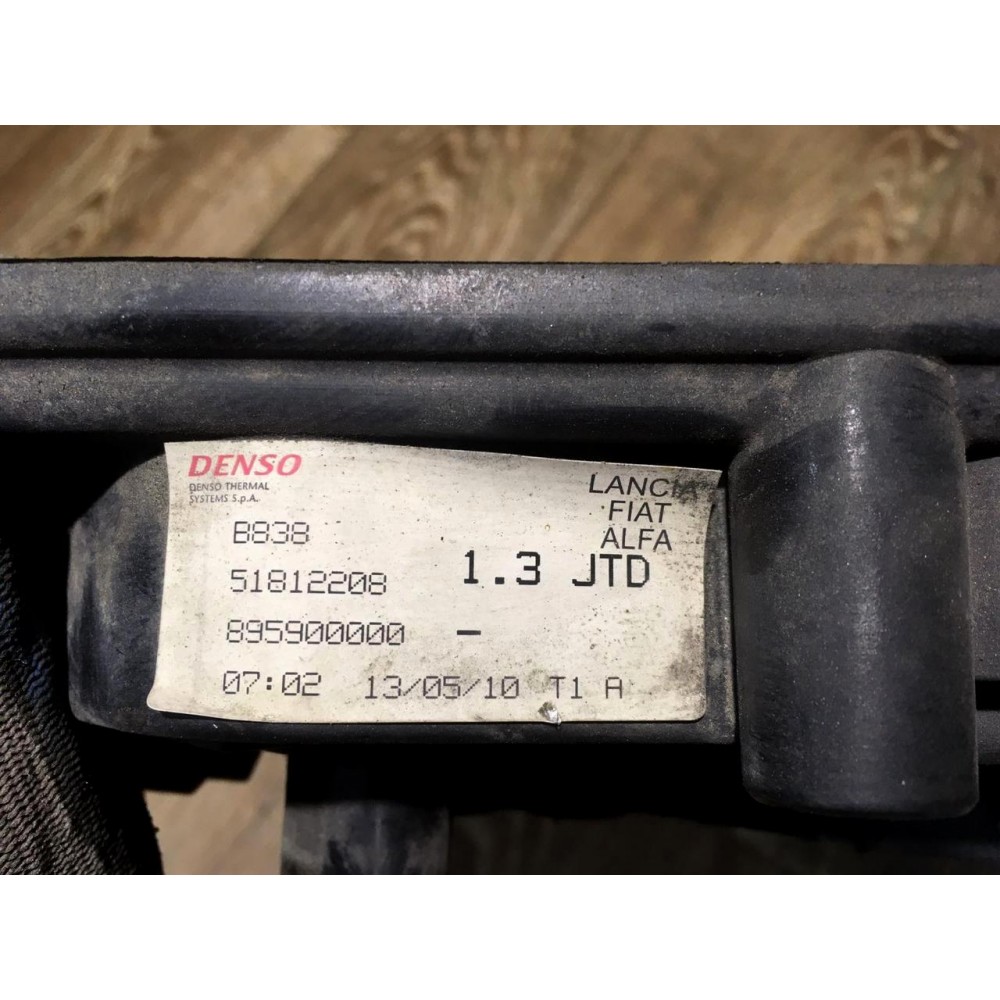 DENSO
DENSO THERMAL
SYSTEMS S.p.A.
LANCIA
FIAT
ALFA
B838
51812208 1.3 JTD
895900000 -
07:02 13/05/10 T1 A